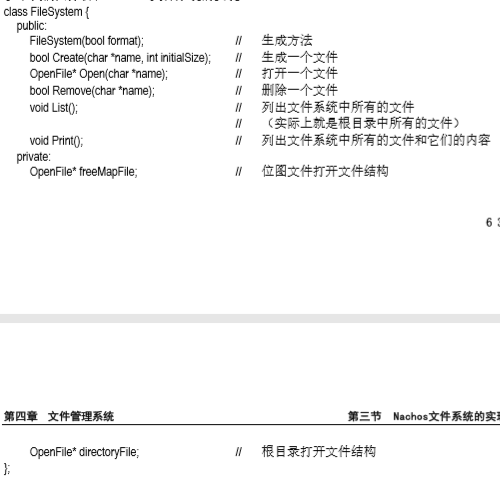 class FileSystem {
public:
FileSystem(bool format); // 生成方法
bool Create(char *name, int initialSize); // 生成一个文件
OpenFile* Open(char *name); // 打开一个文件
bool Remove(char *name); // 删除一个文件
void List(); // 列出文件系统中所有的文件
// （实际上就是根目录中所有的文件）
void Print(); // 列出文件系统中所有的文件和它们的内容
private:
OpenFile* freeMapFile; // 位图文件打开文件结构
6 3
第四章 文件管理系统 第三节 Nachos文件系统的实现
OpenFile* directoryFile; // 根目录打开文件结构
};